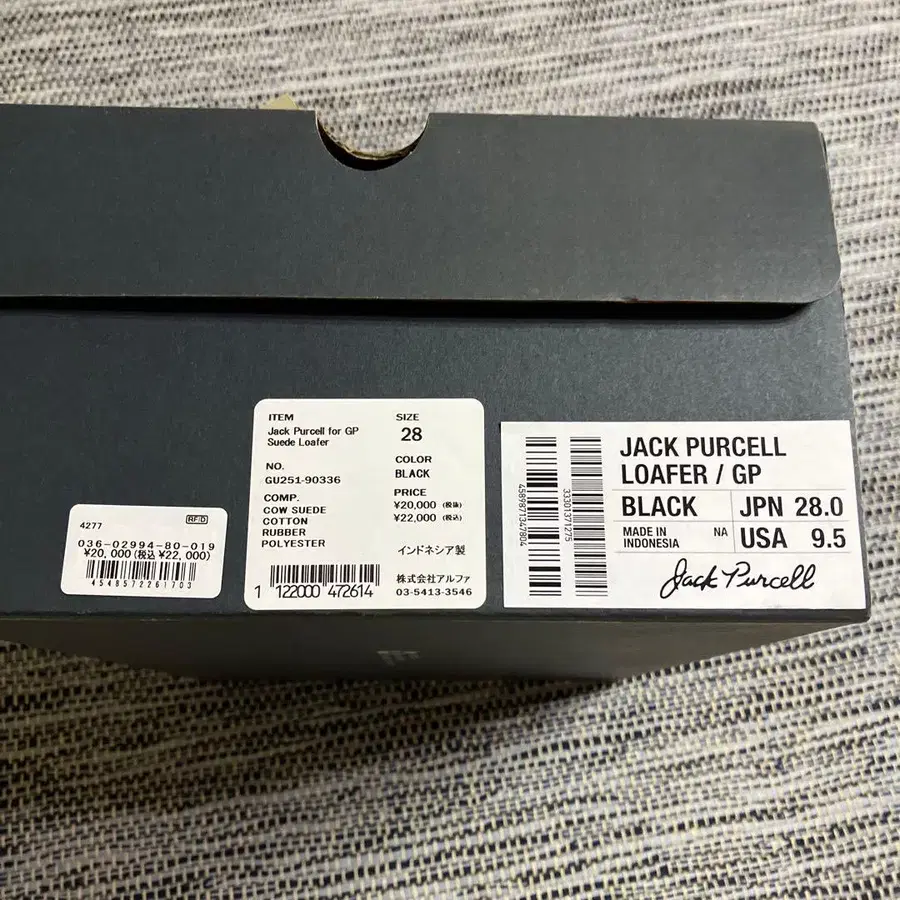 4277
RFID
036-02994-80-019
¥20,000(税込 ¥22,000)
4548572261703
ITEM
Jack Purcell for GP
Suede Loafer
NO.
GU251-90336
COMP.
COW SUEDE
COTTON
RUBBER
POLYESTER
SIZE
28
COLOR
BLACK
PRICE
¥20,000 (税抜)
¥22,000 (税込)
インドネシア製
株式会社アルファ
03-5413-3546
1 122000 472614
4589871347804
33301371275
JACK PURCELL
LOAFER / GP
BLACK
JPN 28.0
MADE IN
INDONESIA
NA
USA 9.5
Jack Purcell